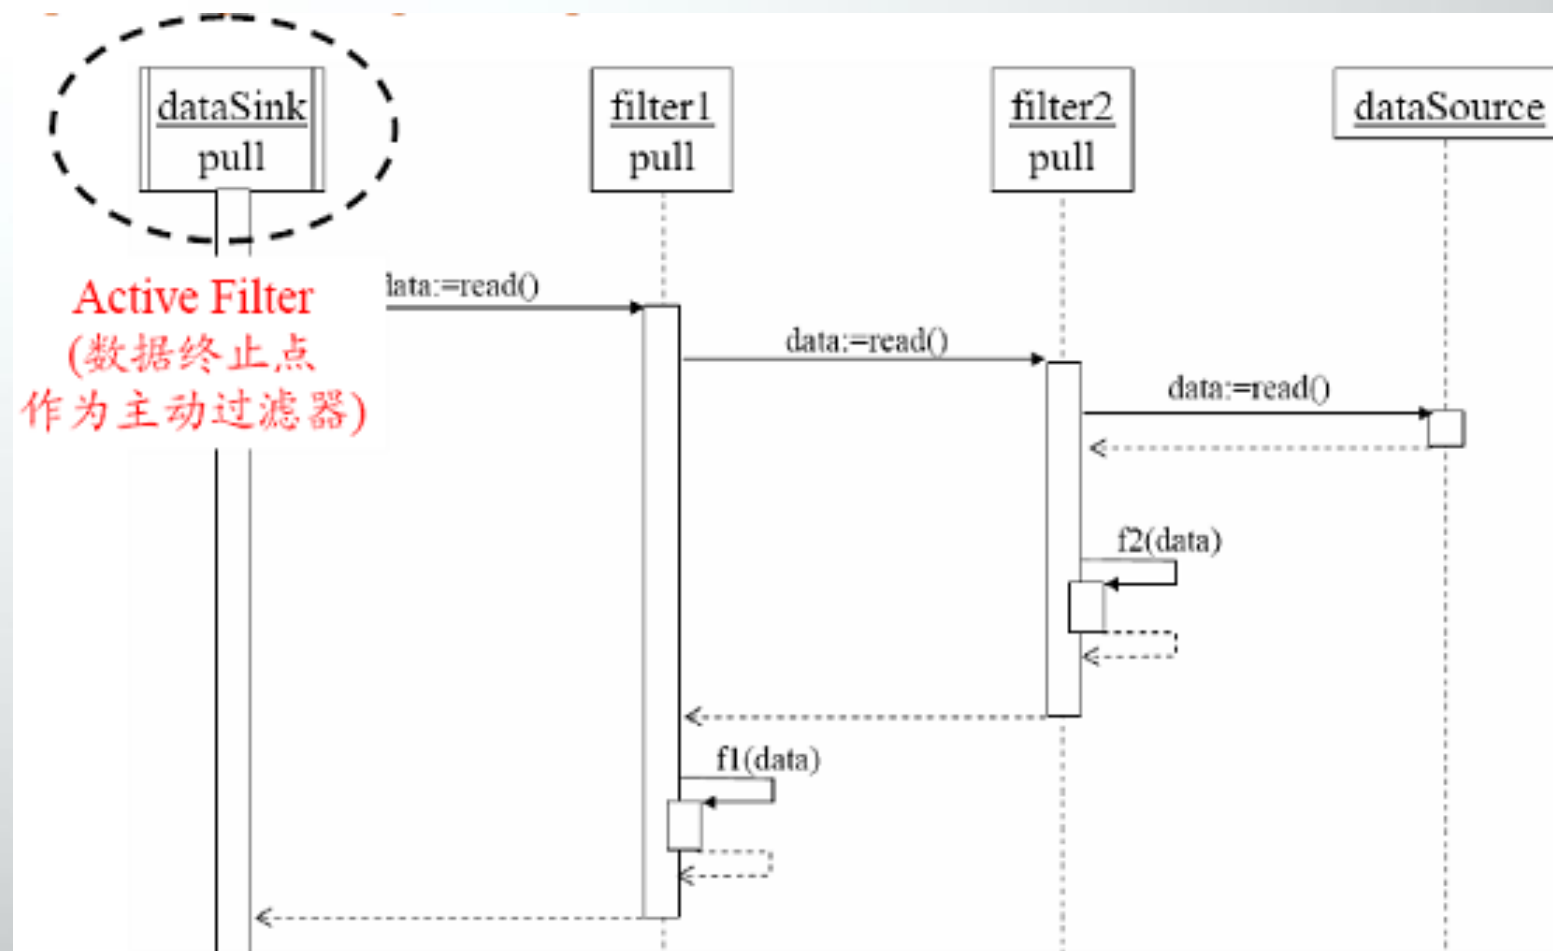 dataSink
pull
filter1
pull
filter2
pull
dataSource
Active Filter
(数据终止点
作为主动过滤器)
data:=read()
data:=read()
data:=read()
f2(data)
f1(data)